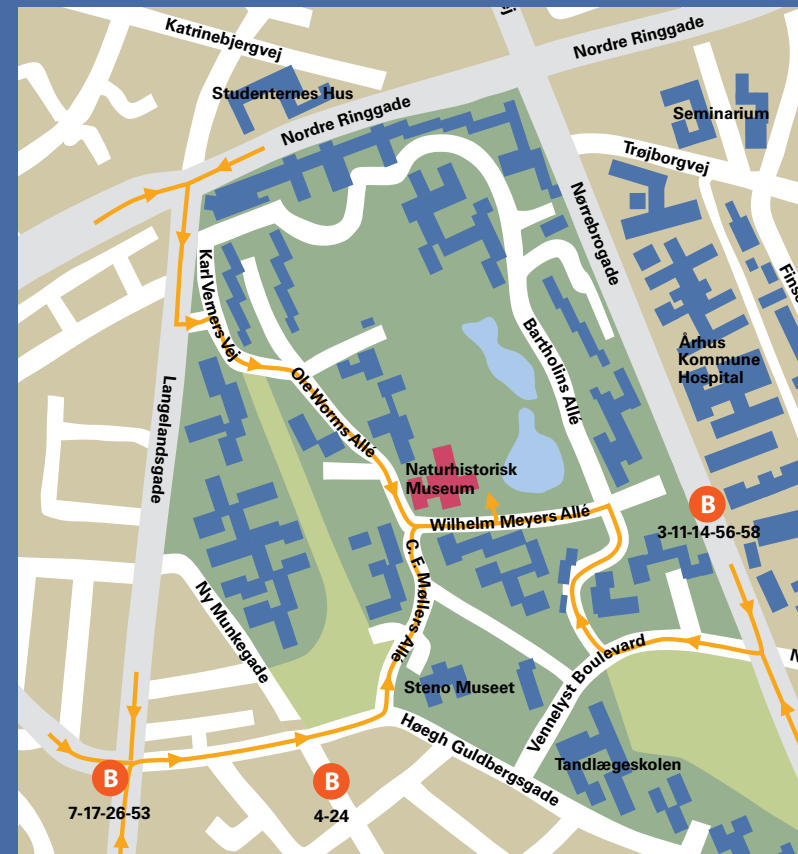 Katrinebjergvej
Nordre Ringgade
Studenternes Hus
Nordre Ringgade
Seminarium
Trøjborgvej
Nørrebrogade
Karl Verners Vej
Århus
Kommune
Hospital
Bartholins Allé
Langelandsgade
Ole Worms Allé
Naturhistorisk
Museum
B
3-11-14-56-58
Wilhelm Meyers Allé
C. F. Møllers Allé
Ny Munkegade
Vennelyst Boulevard
Steno Museet
Høegh Guldbergsgade
Tandlægeskolen
B
7-17-26-53
B
4-24